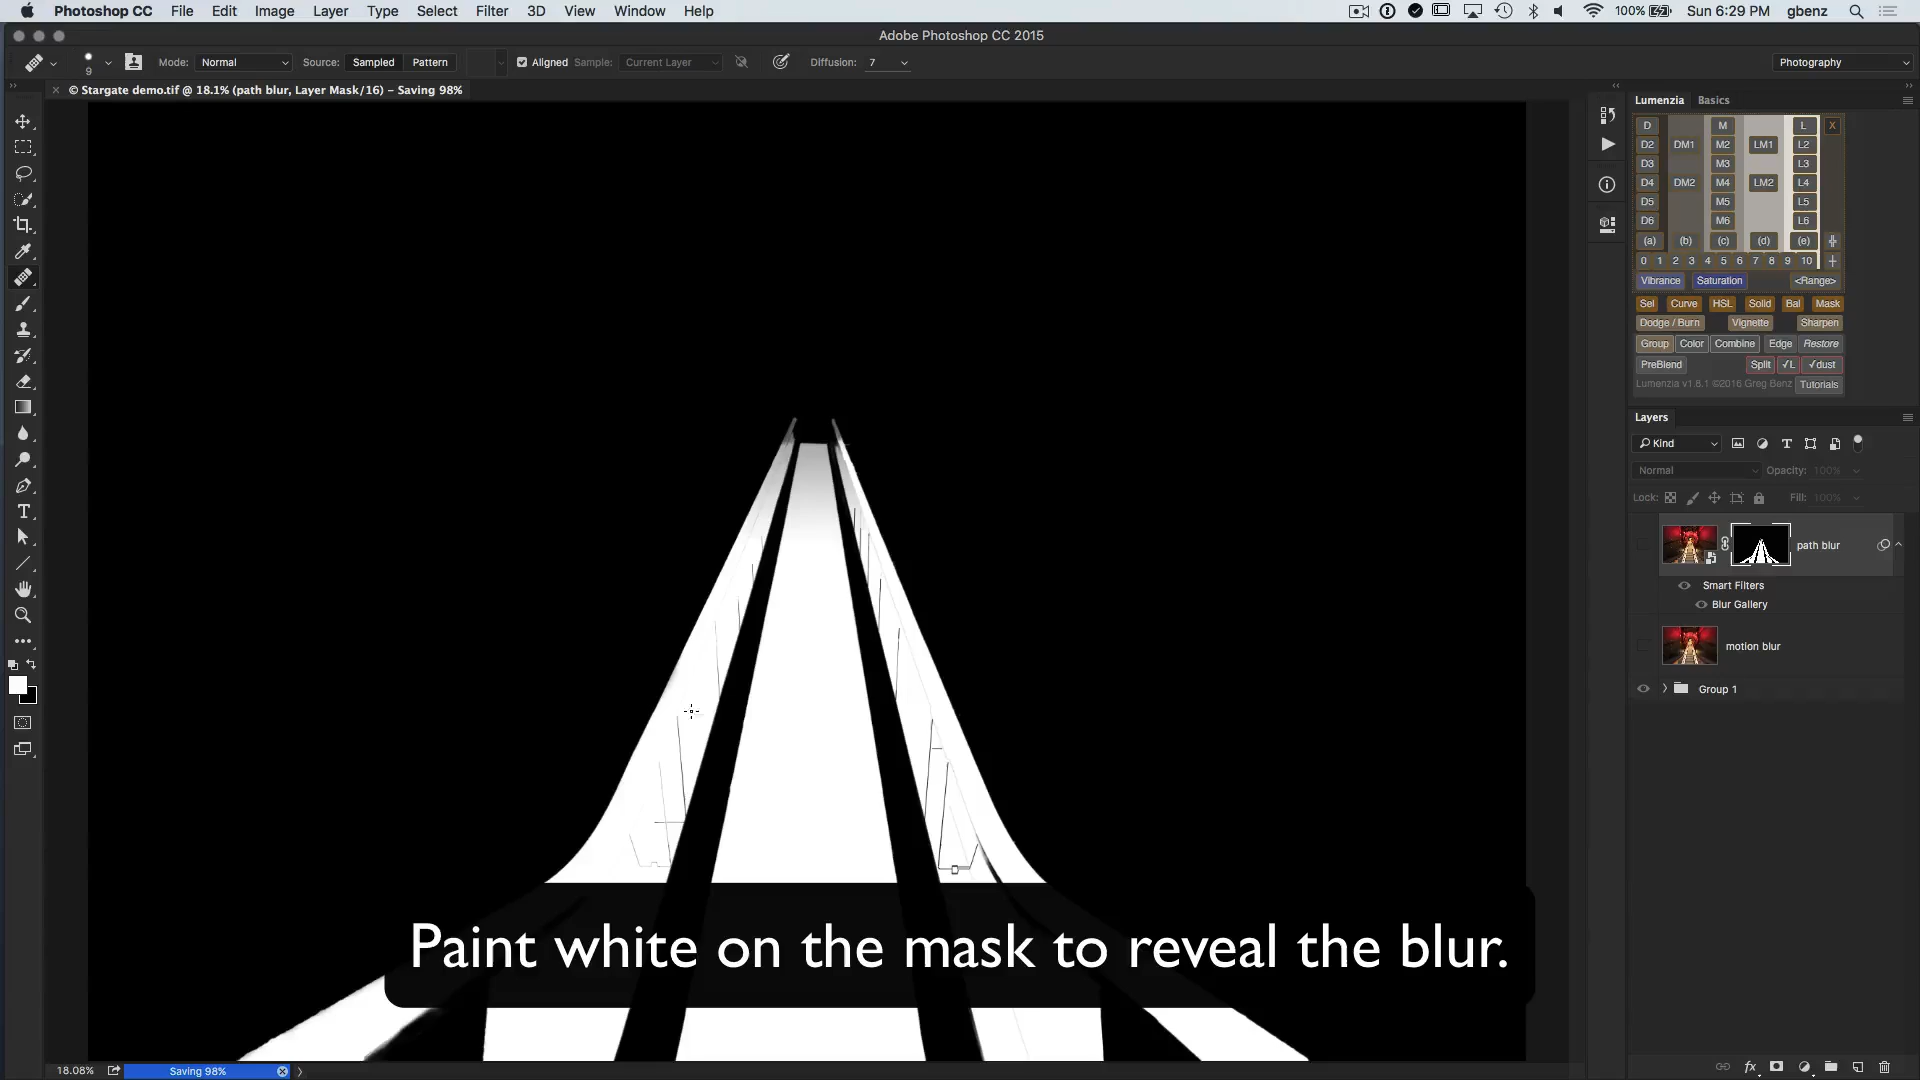 Photoshop CC File Edit Image Layer Type Select Filter 3D View Window Help 100% Sun 6:29 PM gbenz
Adobe Photoshop CC 2015
9 Mode: Normal Source: Sampled Pattern Aligned Sample: Current Layer Diffusion: 7 Photography
× © Stargate demo.tif @ 18.1% (path blur, Layer Mask/16) – Saving 98%
Lumenzia Basics
D M L X
D2 DM1 M2 LM1 L2
D3 M3 L3
D4 DM2 M4 LM2 L4
D5 M5 L5
D6 M6 L6
(a) (b) (c) (d) (e)
0 1 2 3 4 5 6 7 8 9 10
Vibrance Saturation <Range>
Sel Curve HSL Solid Bal Mask
Dodge / Burn Vignette Sharpen
Group Color Combine Edge Restore
PreBlend Split √L √dust
Lumenzia v1.8.1 ©2016 Greg Benz Tutorials
Layers
Kind
Normal Opacity: 100%
Lock: Fill: 100%
path blur
Smart Filters
Blur Gallery
motion blur
Group 1
Paint white on the mask to reveal the blur.
18.08% Saving 98%
fx